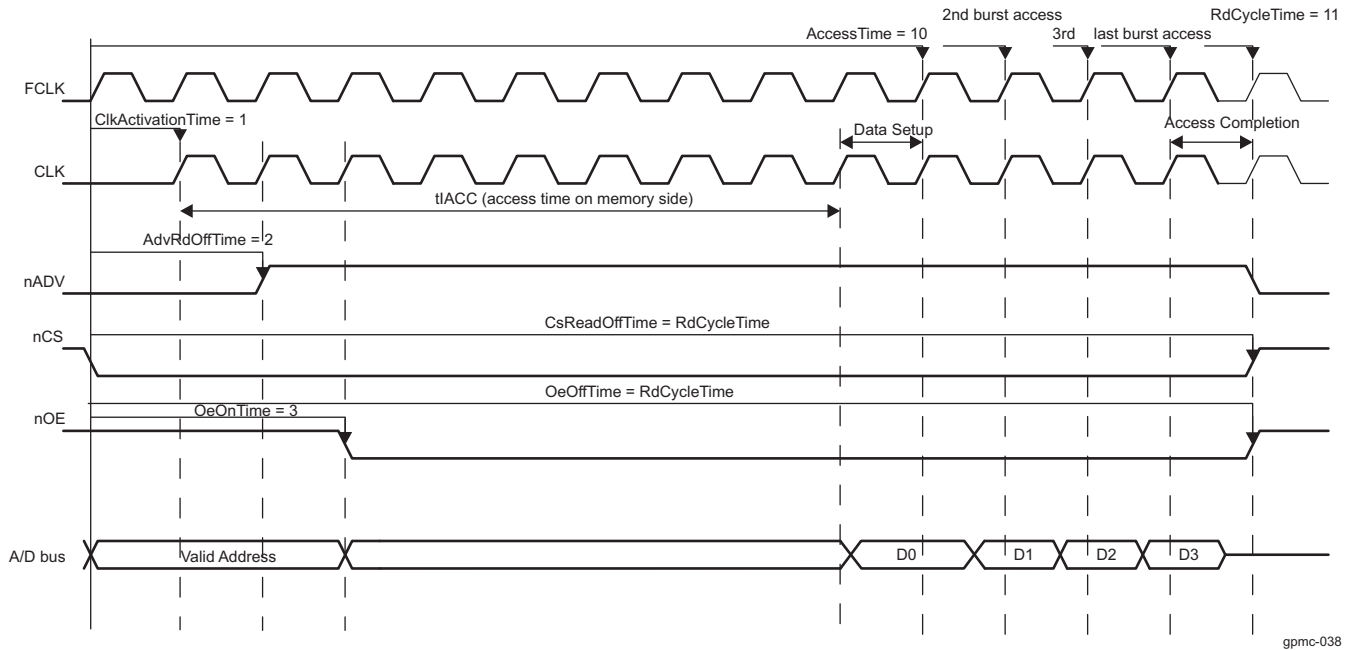 2nd burst access
RdCycleTime = 11
AccessTime = 10
3rd
last burst access
FCLK
ClkActivationTime = 1
Data Setup
Access Completion
CLK
tIACC (access time on memory side)
AdvRdOffTime = 2
nADV
CsReadOffTime = RdCycleTime
nCS
OeOffTime = RdCycleTime
OeOnTime = 3
nOE
A/D bus
Valid Address
D0
D1
D2
D3
gpmc-038